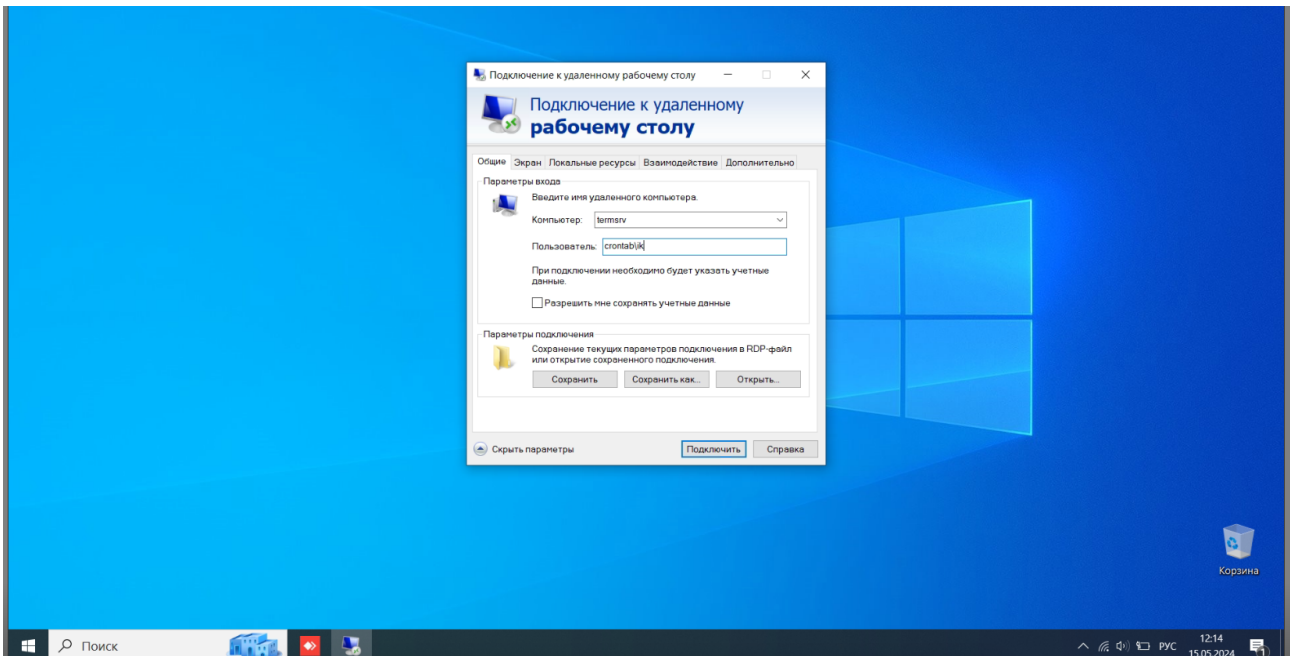 Подключение к удаленному рабочему столу
Подключение к удаленному
рабочему столу
Общие Экран Локальные ресурсы Взаимодействие Дополнительно
Параметры входа
Введите имя удаленного компьютера.
Компьютер: termsrv
Пользователь: crontab\ik
При подключении необходимо будет указать учетные
данные.
Разрешить мне сохранять учетные данные
Параметры подключения
Сохранение текущих параметров подключения в RDP-файл
или открытие сохраненного подключения.
Сохранить Сохранить как... Открыть...
Скрыть параметры Подключить Справка
Корзина
Поиск
РУС 12:14
15.05.2024
1